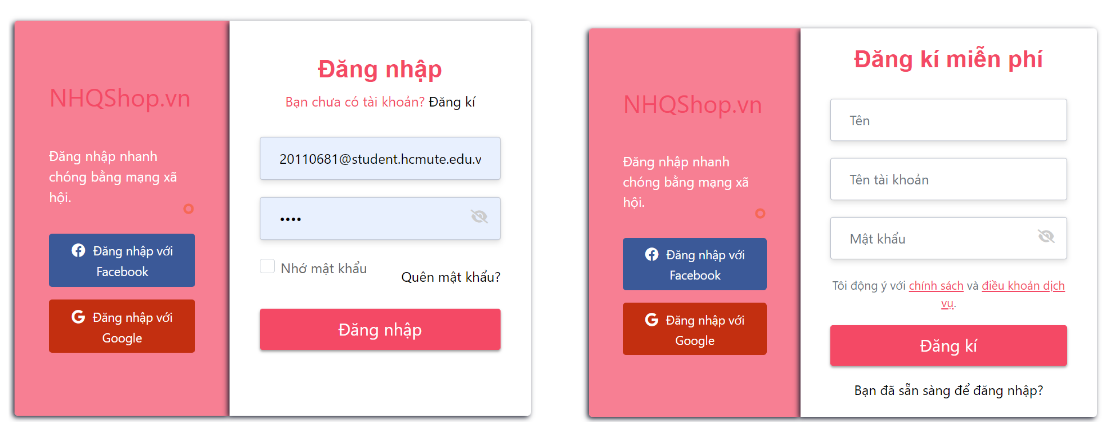 NHQShop.vn
Đăng nhập nhanh
chóng bằng mạng xã
hội.
Đăng nhập với
Facebook
Đăng nhập với
Google
Đăng nhập
Bạn chưa có tài khoản? Đăng kí
20110681@student.hcmute.edu.v
Nhớ mật khẩu
Quên mật khẩu?
Đăng nhập
NHQShop.vn
Đăng nhập nhanh
chóng bằng mạng xã
hội.
Đăng nhập với
Facebook
Đăng nhập với
Google
Đăng kí miễn phí
Tên
Tên tài khoản
Mật khẩu
Tôi động ý với chính sách và điều khoản dịch
vụ.
Đăng kí
Bạn đã sẵn sàng để đăng nhập?